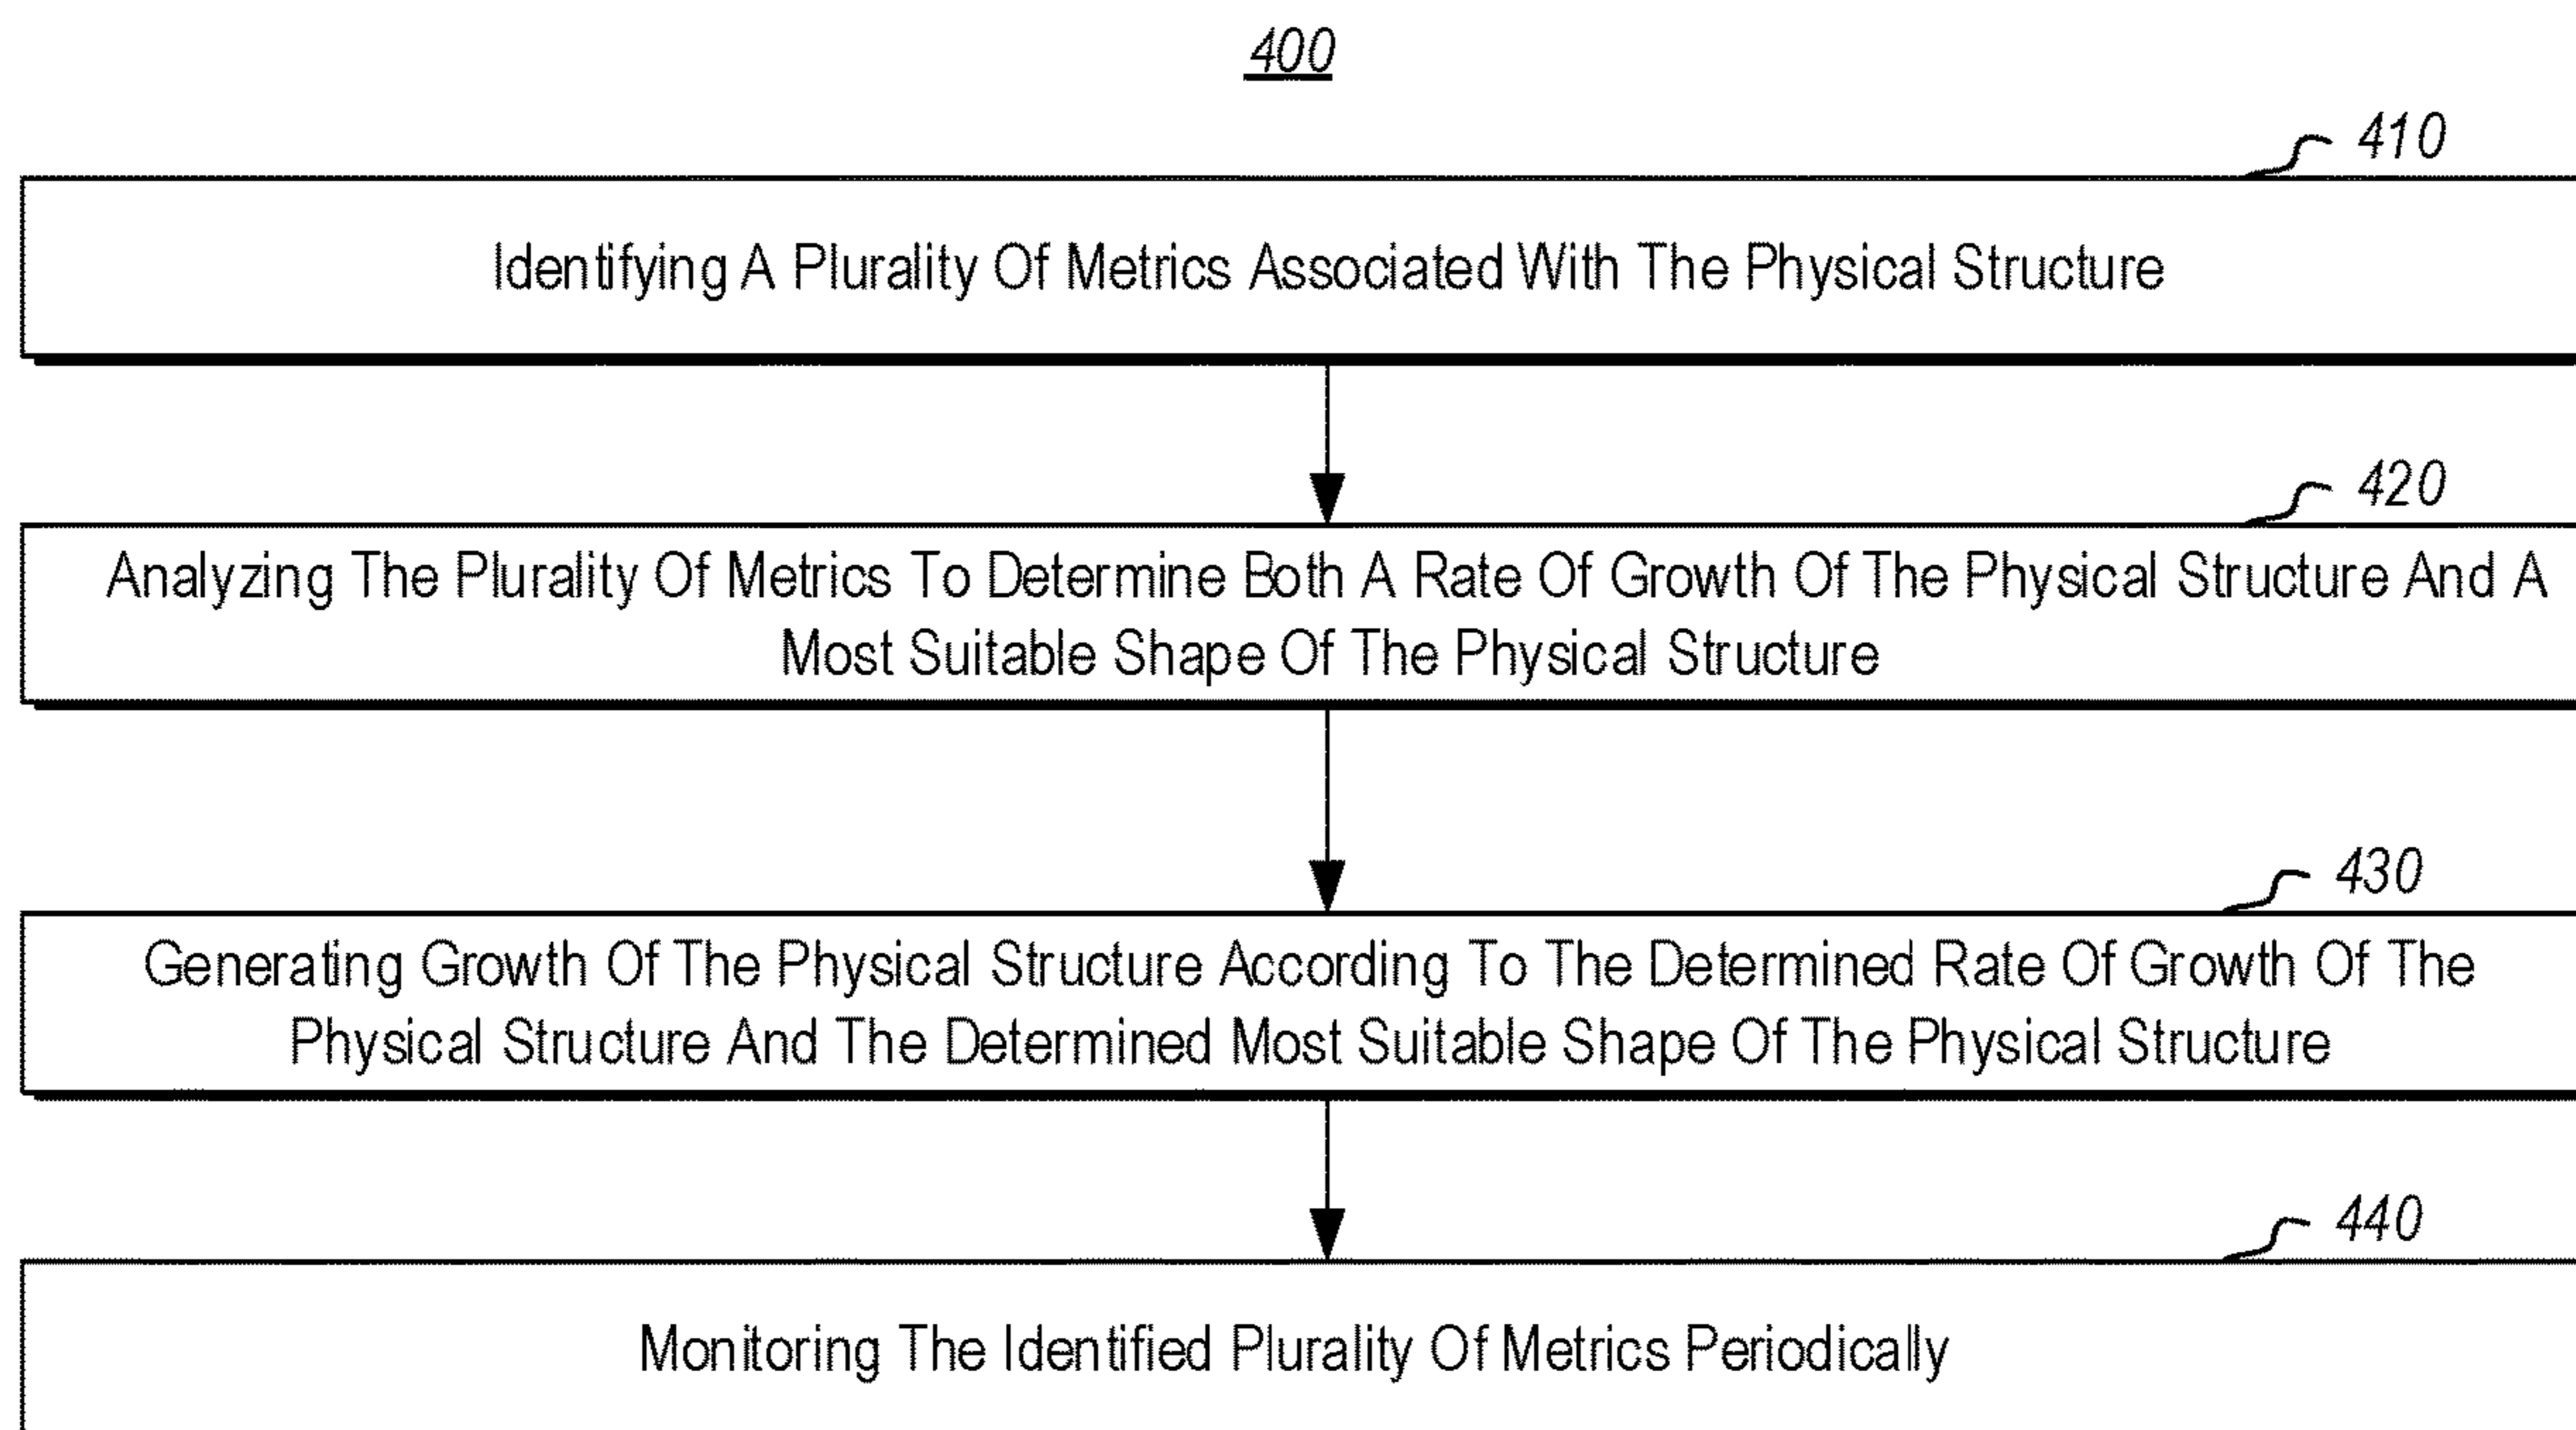 400
410
Identifying A Plurality Of Metrics Associated With The Physical Structure
420
Analyzing The Plurality Of Metrics To Determine Both A Rate Of Growth Of The Physical Structure And A
Most Suitable Shape Of The Physical Structure
430
Generating Growth Of The Physical Structure According To The Determined Rate Of Growth Of The
Physical Structure And The Determined Most Suitable Shape Of The Physical Structure
440
Monitoring The Identified Plurality Of Metrics Periodically